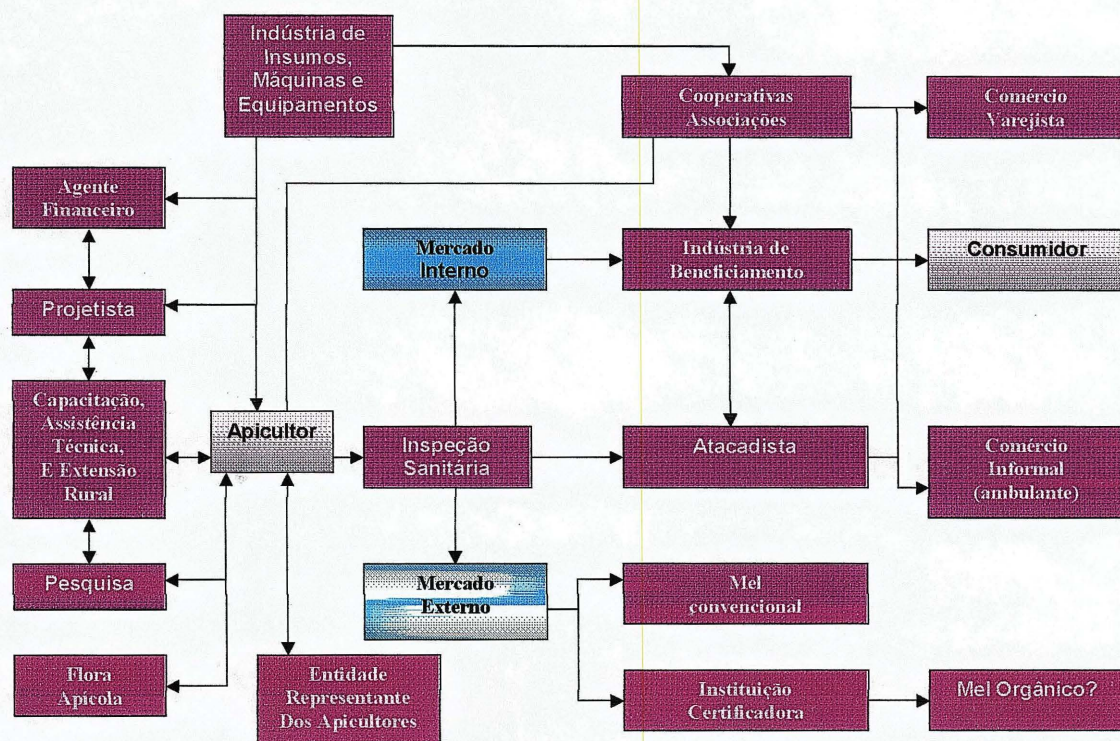 Indústria de
Insumos,
Máquinas e
Equipamentos
Cooperativas
Associações
Comércio
Varejista
Agente
Financeiro
Mercado
Interno
Indústria de
Beneficiamento
Consumidor
Projetista
Capacitação,
Assistência
Técnica,
E Extensão
Rural
Apicultor
Inspeção
Sanitária
Atacadista
Comércio
Informal
(ambulante)
Pesquisa
Mercado
Externo
Mel
convencional
Flora
Apícola
Entidade
Representante
Dos Apicultores
Instituição
Certificadora
Mel Orgânico?